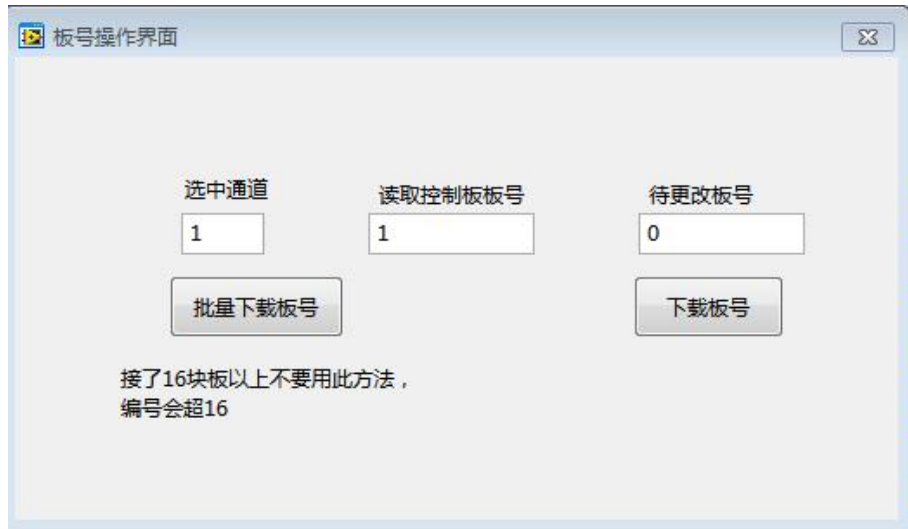 板号操作界面
选中通道
读取控制板板号
待更改板号
1
1
0
批量下载板号
下载板号
接了16块板以上不要用此方法，
编号会超16